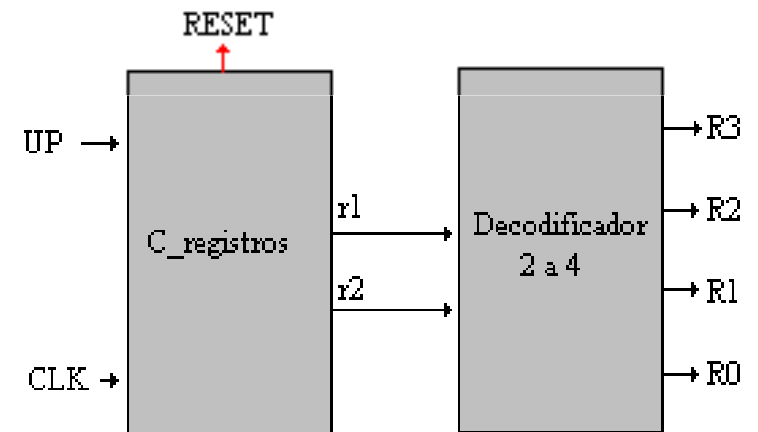 RESET
UP
C_registros
CLK
r1
r2
Decodificador
2 a 4
R3
R2
R1
R0